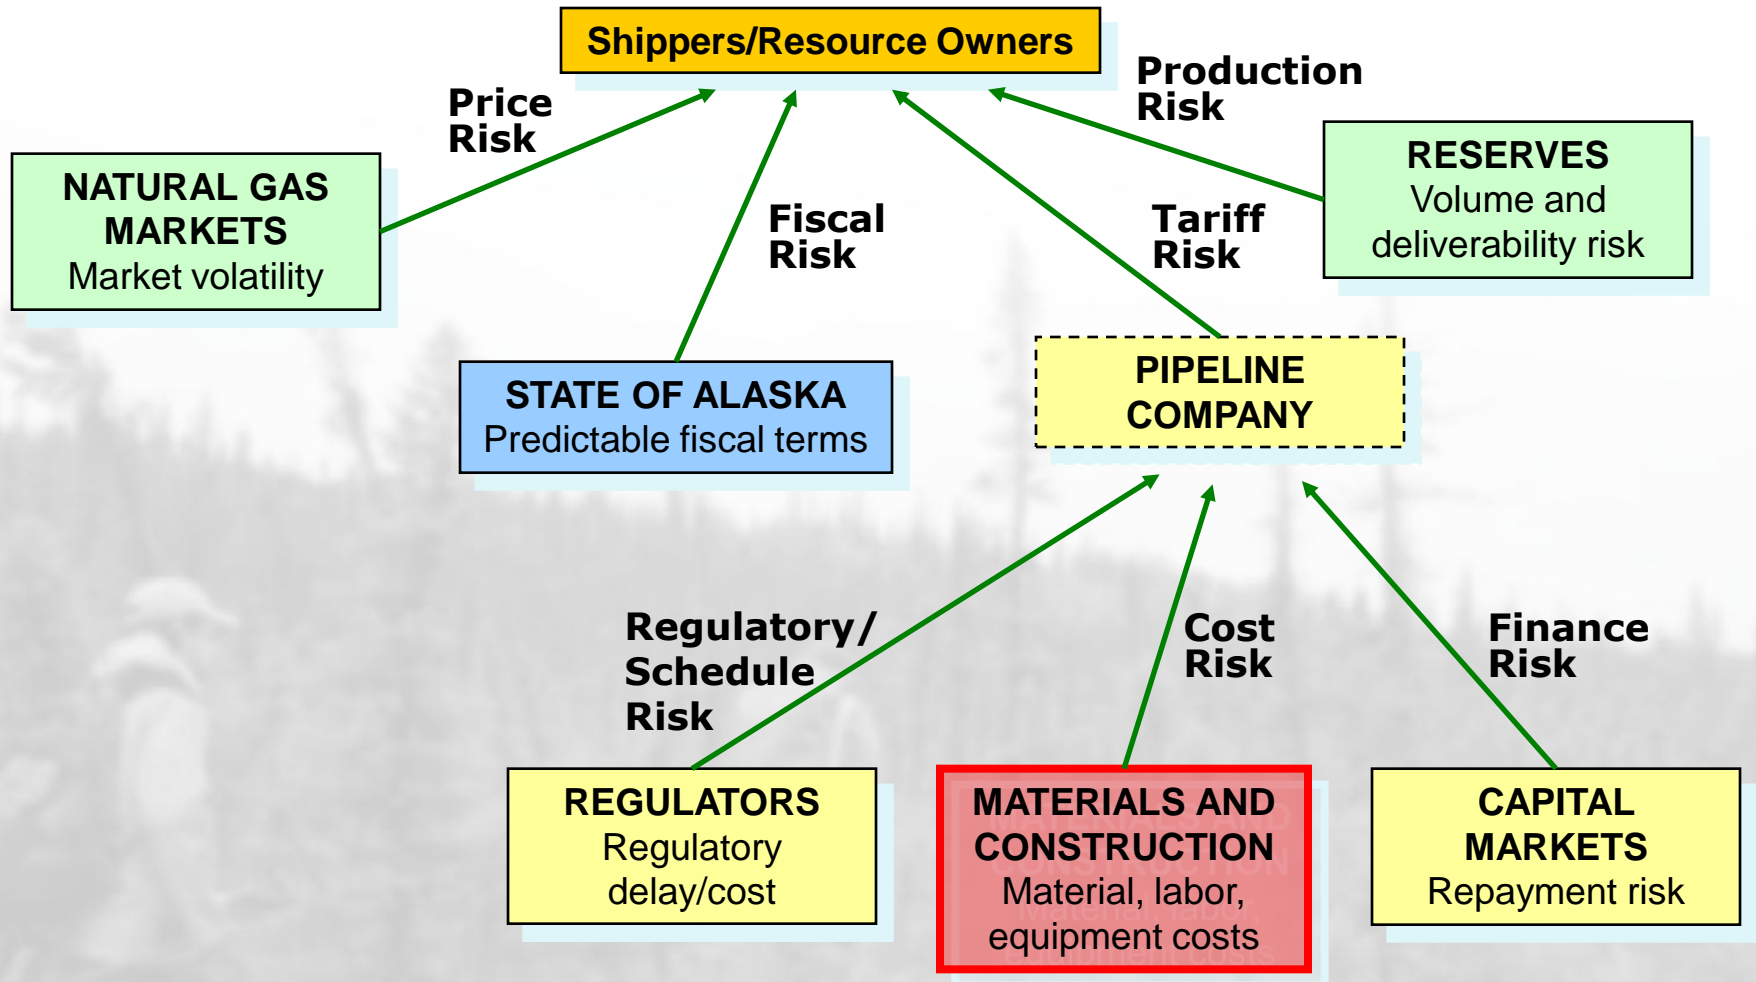 Shippers/Resource Owners
Price
Risk
Production
Risk
NATURAL GAS
MARKETS
Market volatility
Fiscal
Risk
Tariff
Risk
RESERVES
Volume and
deliverability risk
STATE OF ALASKA
Predictable fiscal terms
PIPELINE
COMPANY
Regulatory/
Schedule
Risk
Cost
Risk
Finance
Risk
REGULATORS
Regulatory
delay/cost
MATERIALS AND
CONSTRUCTION
Material, labor,
equipment costs
CAPITAL
MARKETS
Repayment risk